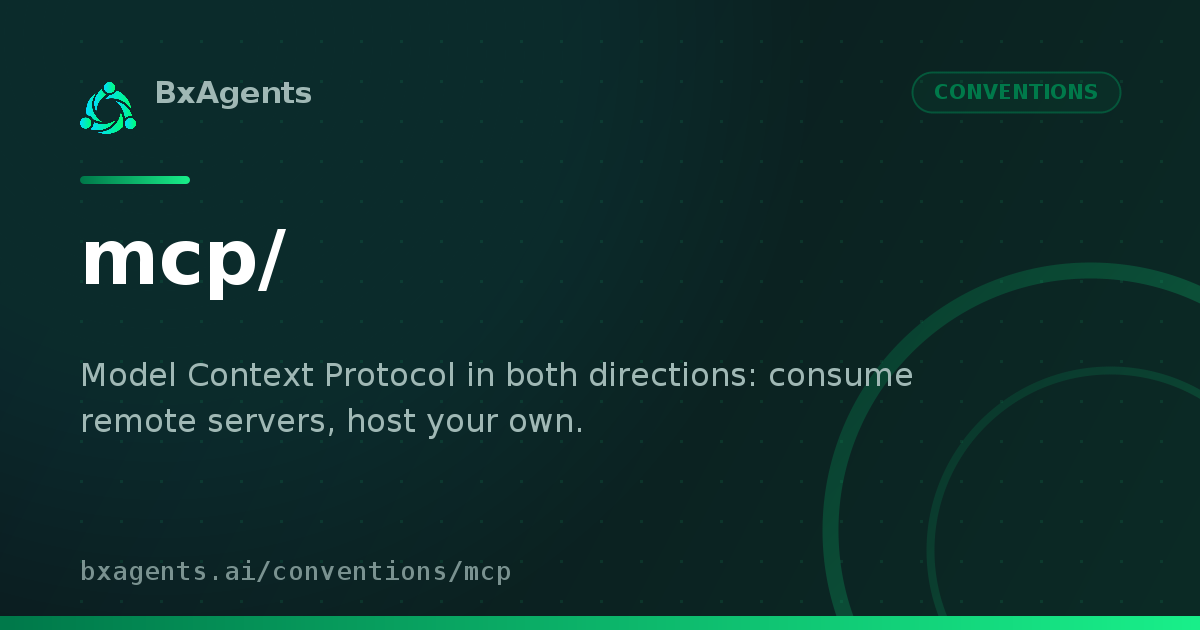 BxAgents
CONVENTIONS
mcp/
Model Context Protocol in both directions: consume
remote servers, host your own.
bxagents.ai/conventions/mcp